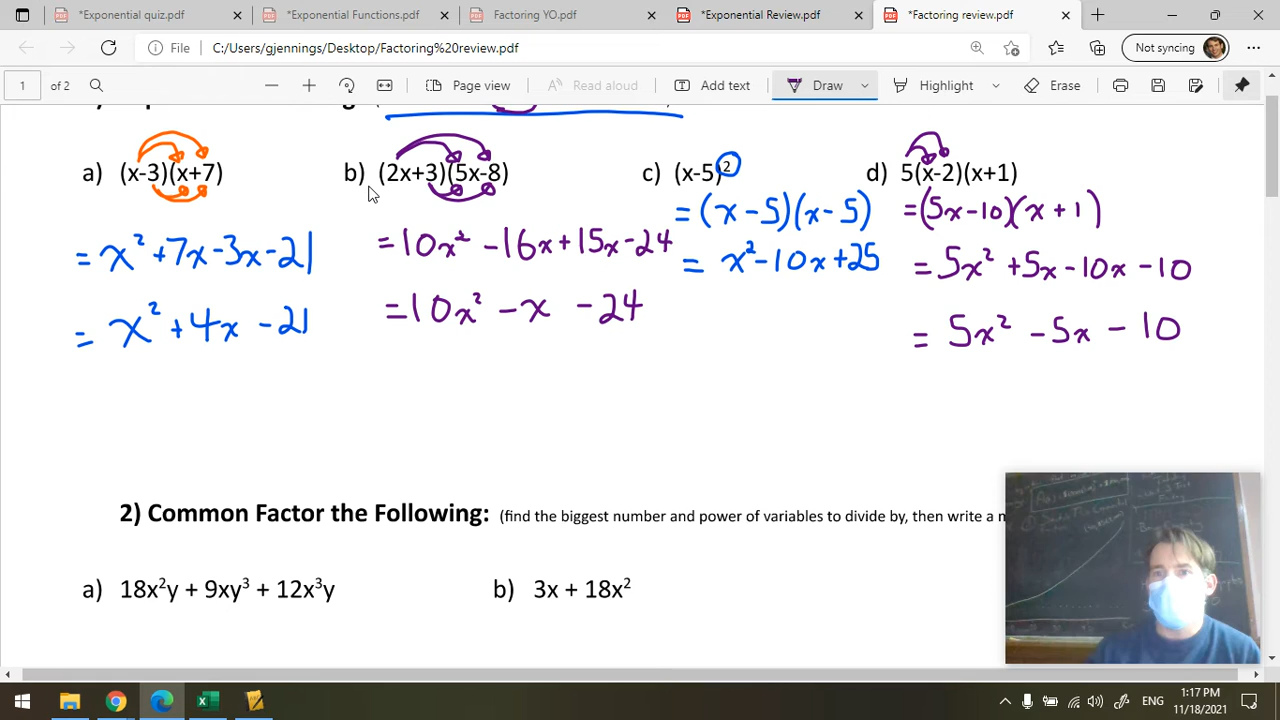 *Exponential quiz.pdf
*Exponential Functions.pdf
Factoring YO.pdf
*Exponential Review.pdf
*Factoring review.pdf
File
C:/Users/gjennings/Desktop/Factoring%20review.pdf
Not syncing
1 of 2
Page view
Read aloud
Add text
Draw
Highlight
Erase
a) (x-3)(x+7)
= x² +7x -3x -21
= x² +4x -21
b) (2x+3)(5x-8)
= 10x² -16x +15x -24
= 10x² - x - 24
c) (x-5)²
= (x - 5)(x - 5)
= x² -10x +25
d) 5(x-2)(x+1)
= (5x -10)(x + 1)
= 5x² +5x -10x -10
= 5x² -5x - 10
2) Common Factor the Following: (find the biggest number and power of variables to divide by, then write a
a) 18x²y + 9xy³ + 12x³y
b) 3x + 18x²
ENG
1:17 PM
11/18/2021